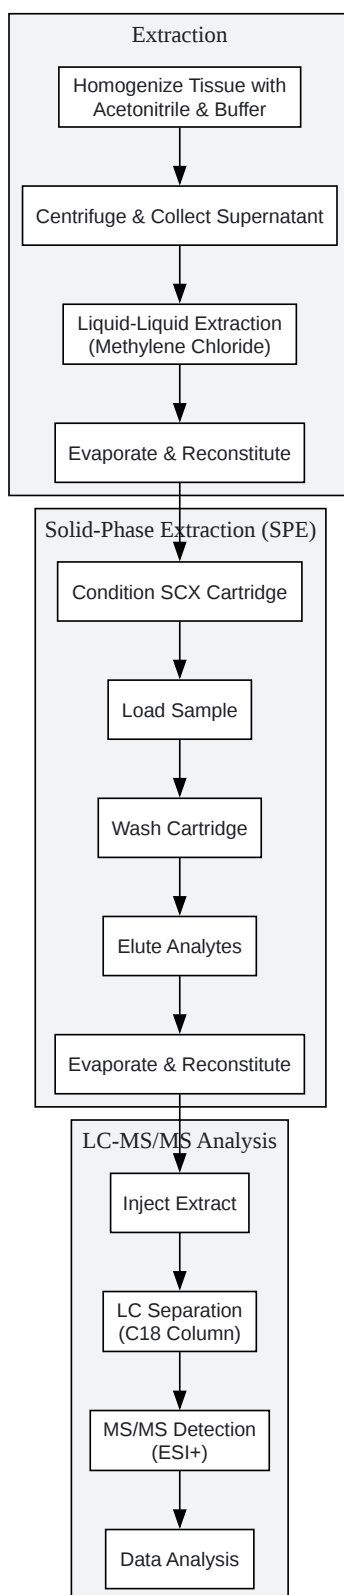 Extraction
Homogenize Tissue with
Acetonitrile & Buffer
Centrifuge & Collect Supernatant
Liquid-Liquid Extraction
(Methylene Chloride)
Evaporate & Reconstitute
Solid-Phase Extraction (SPE)
Condition SCX Cartridge
Load Sample
Wash Cartridge
Elute Analytes
Evaporate & Reconstitute
LC-MS/MS Analysis
Inject Extract
LC Separation
(C18 Column)
MS/MS Detection
(ESI+)
Data Analysis